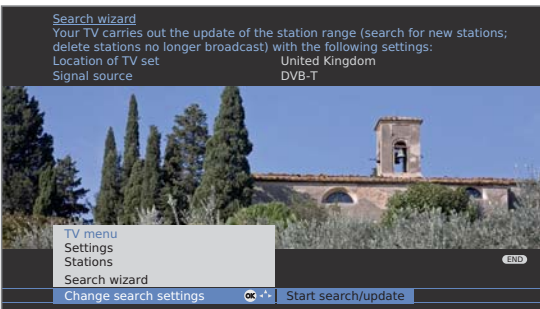 Search wizard
Your TV carries out the update of the station range (search for new stations;
delete stations no longer broadcast) with the following settings:
Location of TV set United Kingdom
Signal source DVB-T
TV menu
Settings
Stations
END
Search wizard
Change search settings OK Start search/update